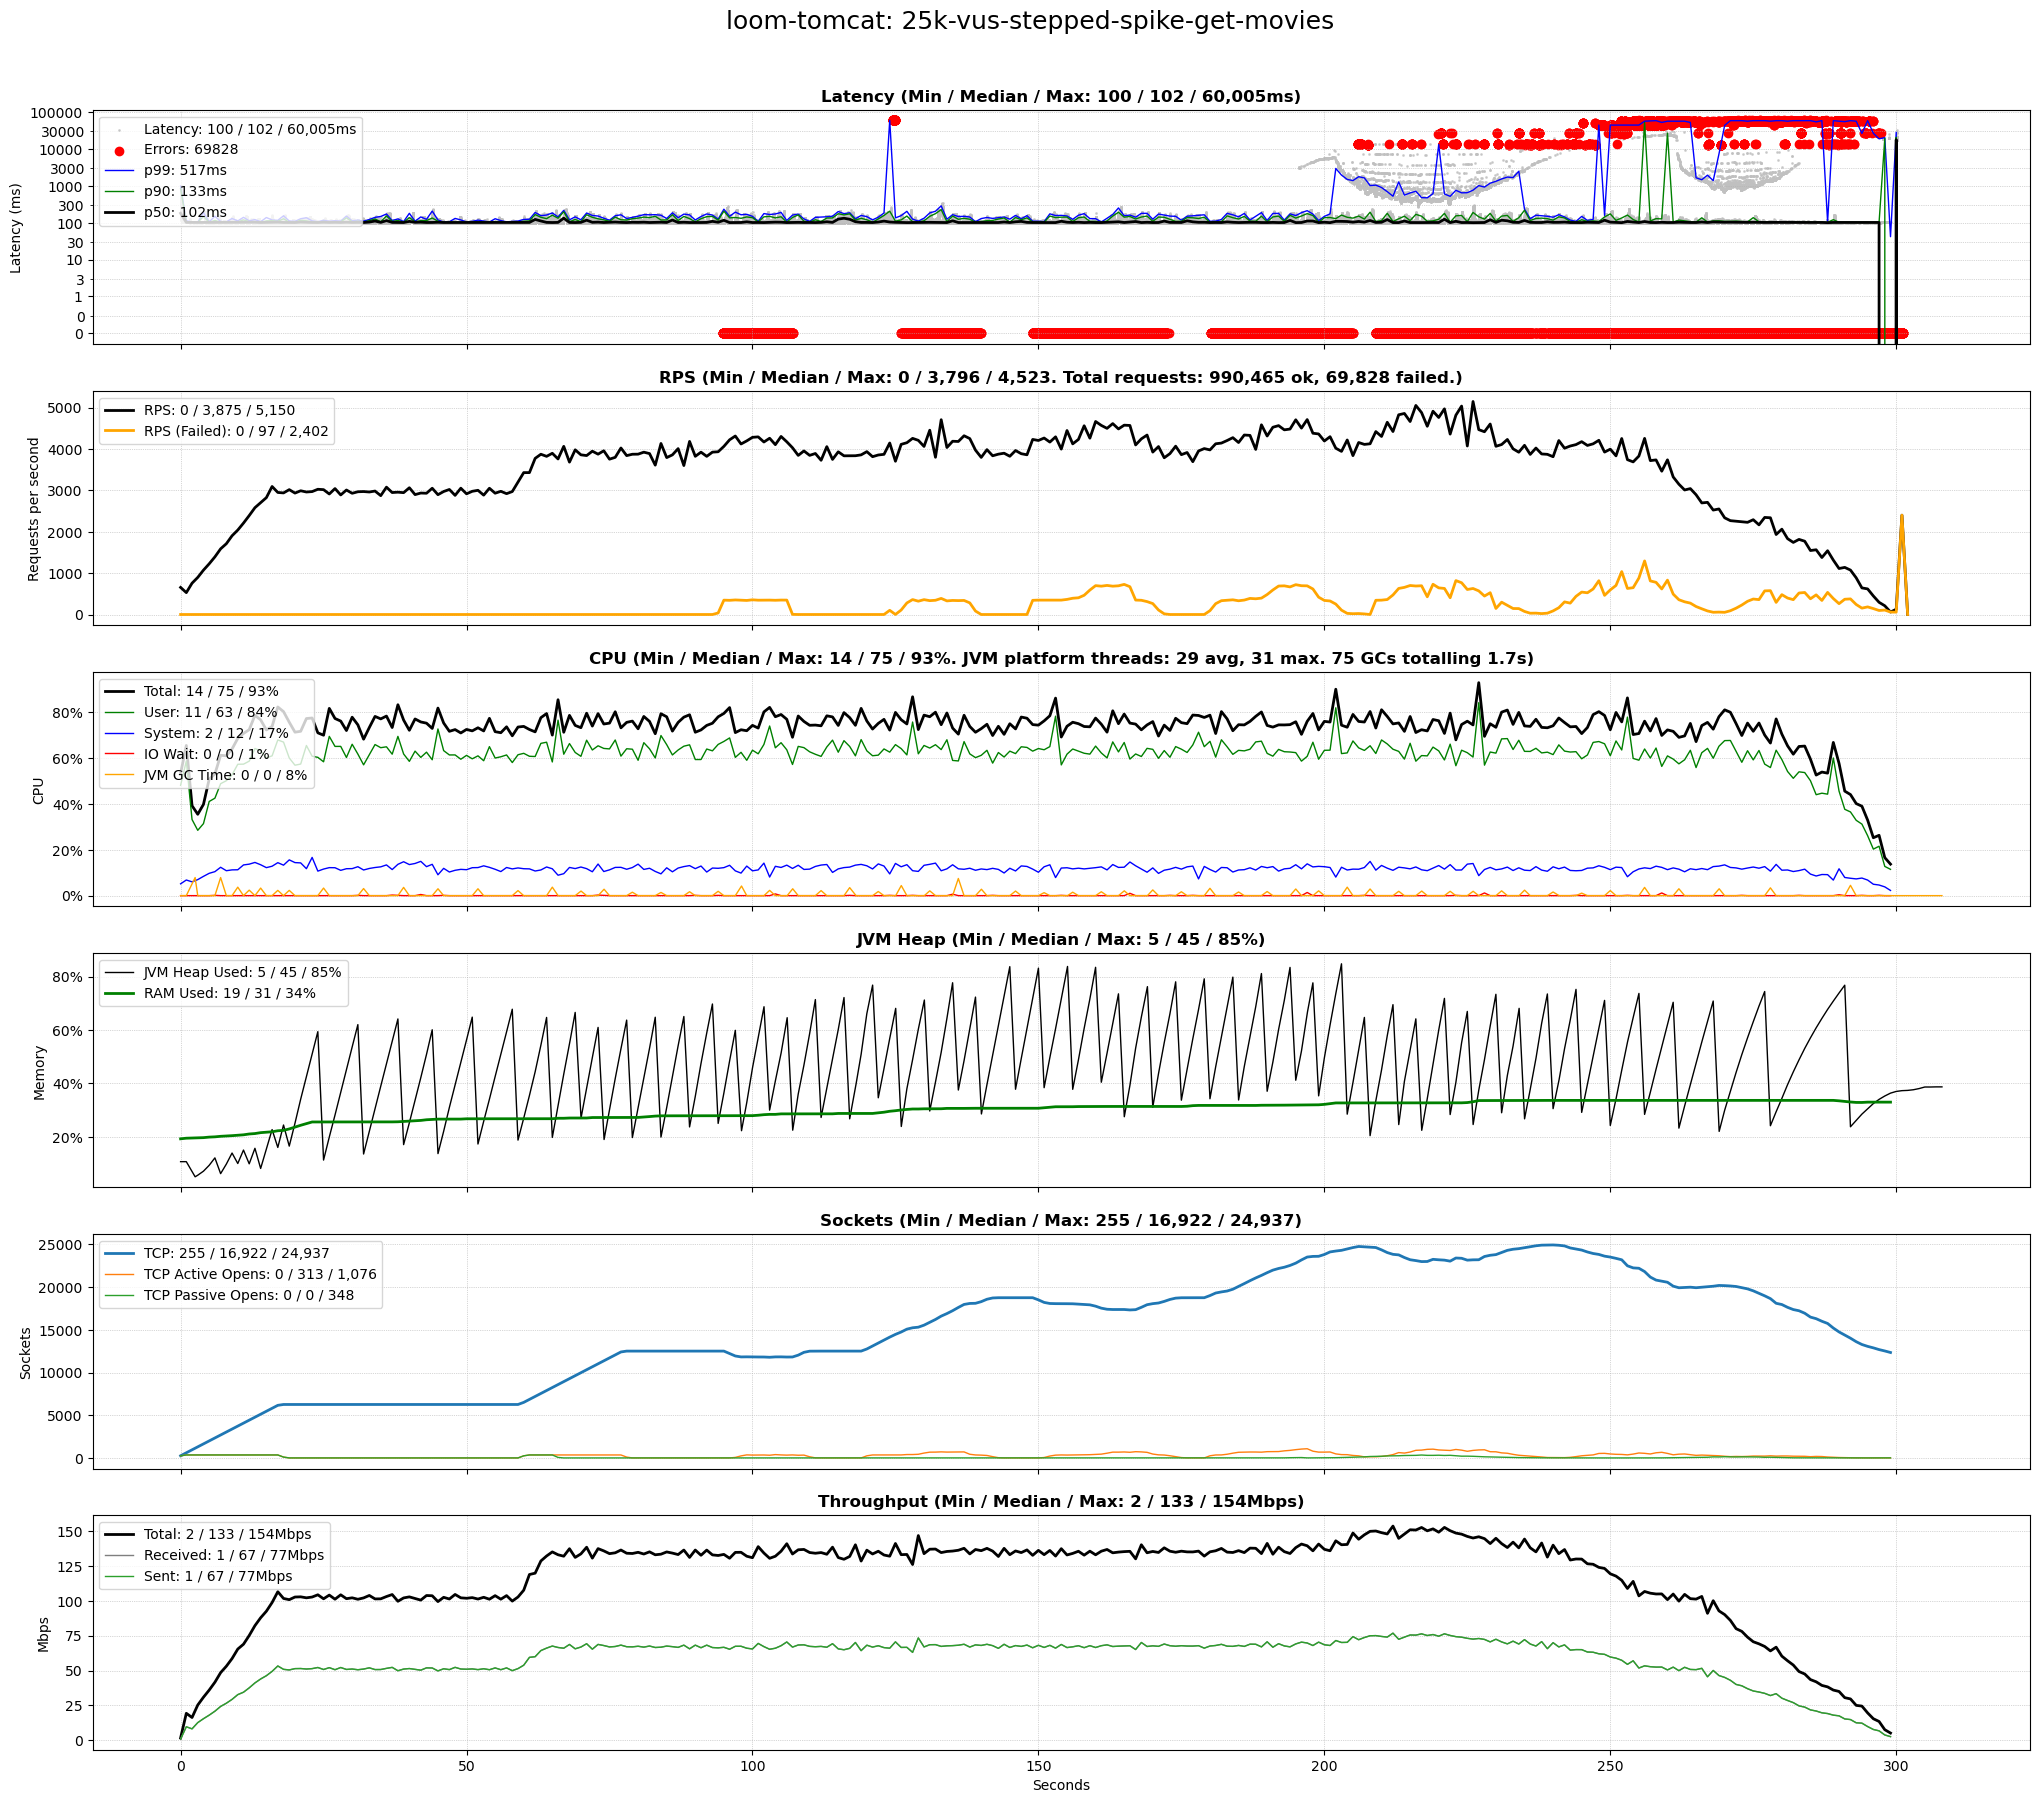 loom-tomcat: 25k-vus-stepped-spike-get-movies
Latency (Min / Median / Max: 100 / 102 / 60,005ms)
Latency (ms)
100000
30000
10000
3000
1000
300
100
30
10
3
1
0
0
Latency: 100 / 102 / 60,005ms
Errors: 69828
p99: 517ms
p90: 133ms
p50: 102ms
RPS (Min / Median / Max: 0 / 3,796 / 4,523. Total requests: 990,465 ok, 69,828 failed.)
Requests per second
5000
4000
3000
2000
1000
0
RPS: 0 / 3,875 / 5,150
RPS (Failed): 0 / 97 / 2,402
CPU (Min / Median / Max: 14 / 75 / 93%. JVM platform threads: 29 avg, 31 max. 75 GCs totalling 1.7s)
CPU
80%
60%
40%
20%
0%
Total: 14 / 75 / 93%
User: 11 / 63 / 84%
System: 2 / 12 / 17%
IO Wait: 0 / 0 / 1%
JVM GC Time: 0 / 0 / 8%
JVM Heap (Min / Median / Max: 5 / 45 / 85%)
Memory
80%
60%
40%
20%
JVM Heap Used: 5 / 45 / 85%
RAM Used: 19 / 31 / 34%
Sockets (Min / Median / Max: 255 / 16,922 / 24,937)
Sockets
25000
20000
15000
10000
5000
0
TCP: 255 / 16,922 / 24,937
TCP Active Opens: 0 / 313 / 1,076
TCP Passive Opens: 0 / 0 / 348
Throughput (Min / Median / Max: 2 / 133 / 154Mbps)
Mbps
150
125
100
75
50
25
0
Total: 2 / 133 / 154Mbps
Received: 1 / 67 / 77Mbps
Sent: 1 / 67 / 77Mbps
0 50 100 150 200 250 300
Seconds